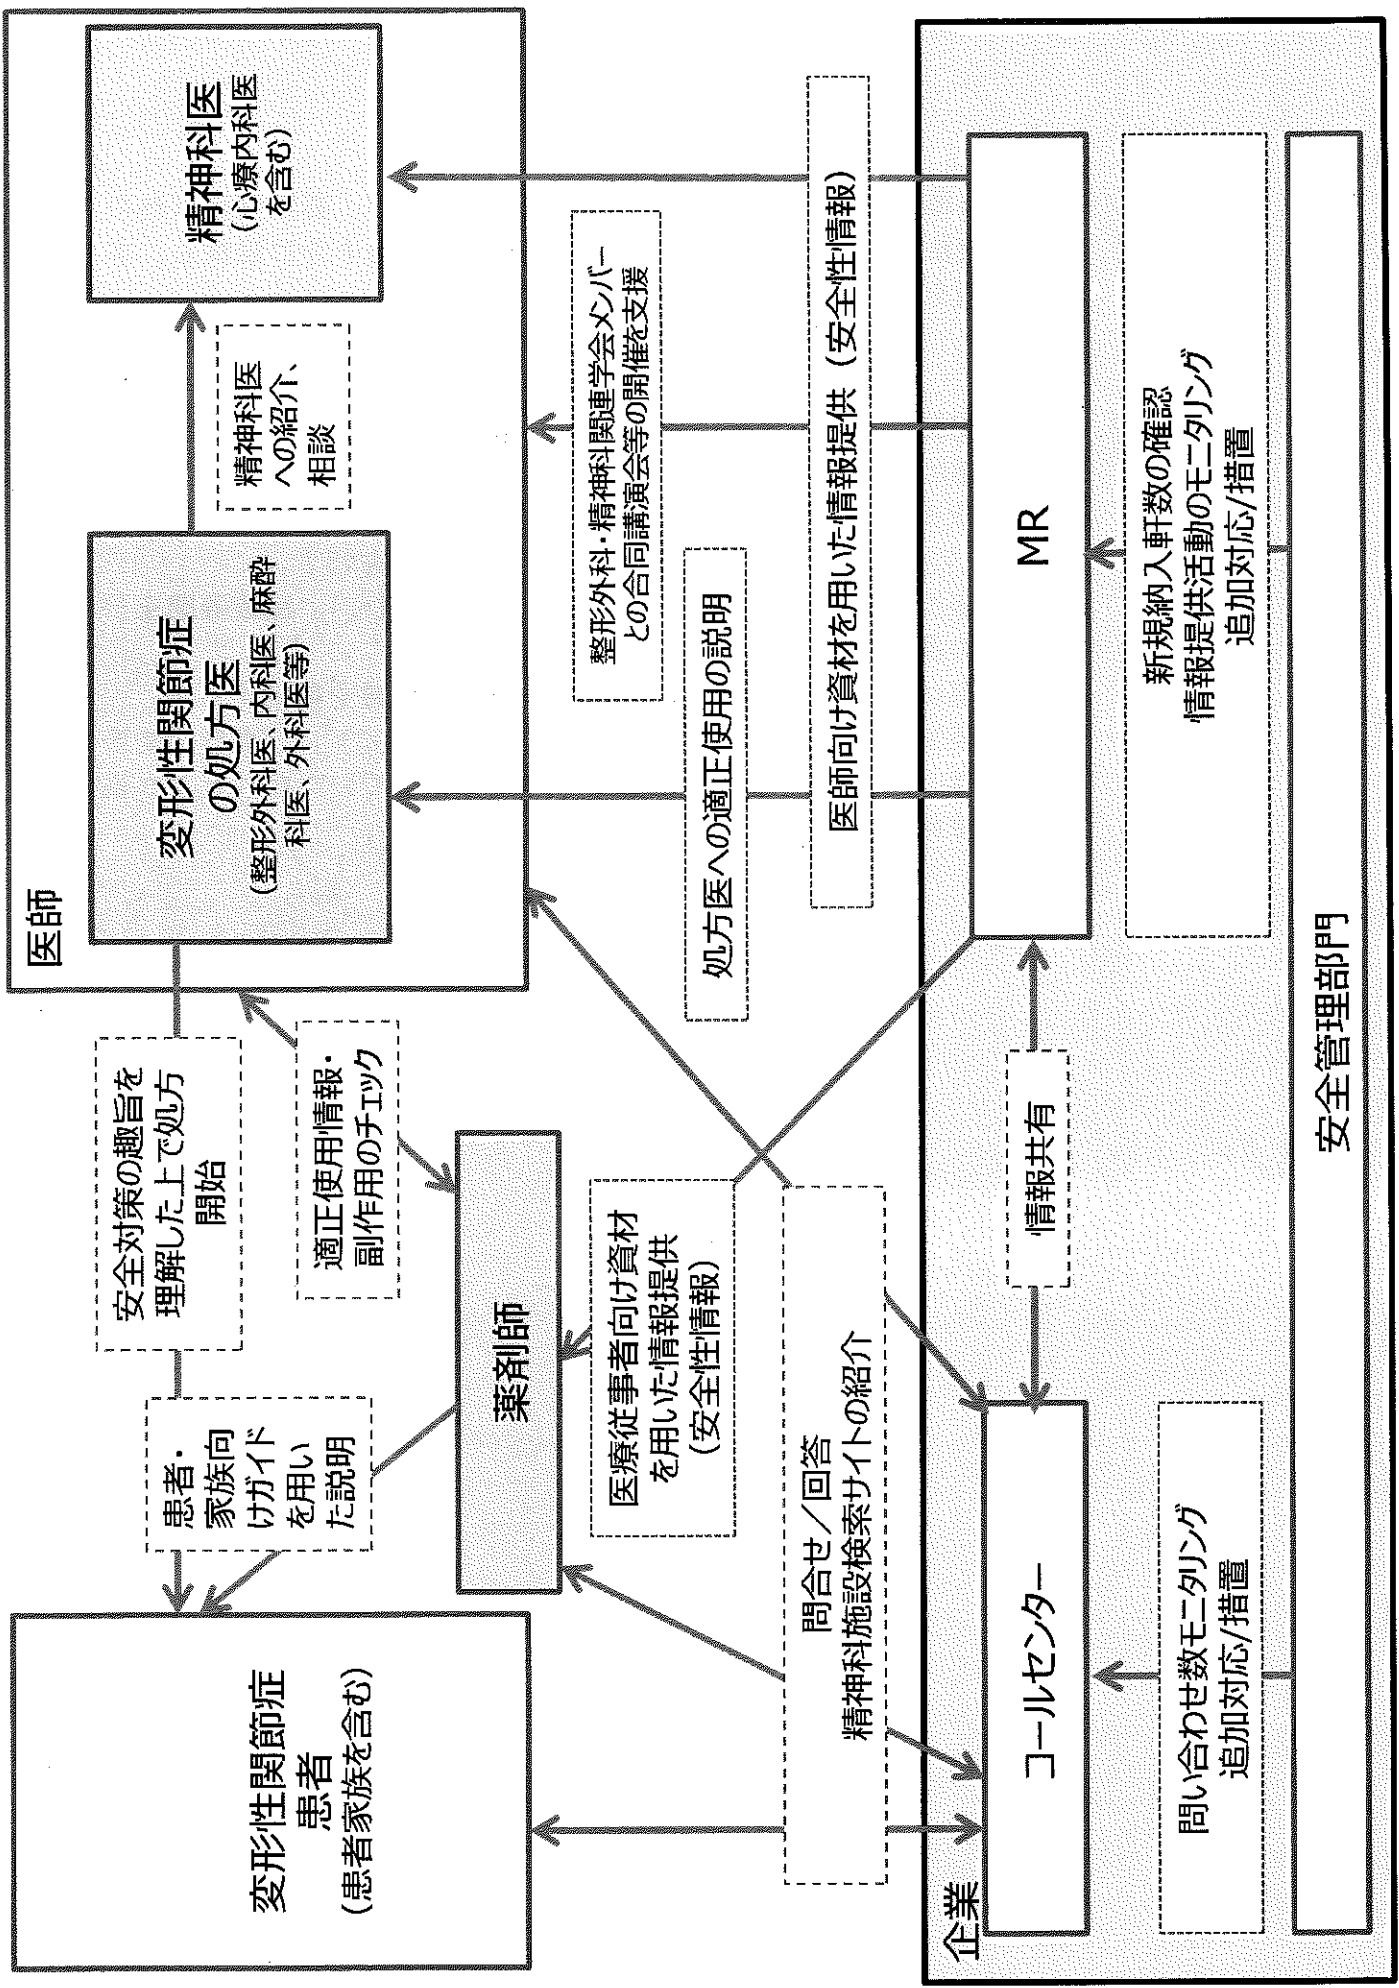 変形性関節症
患者
(患者家族を含む)
患者・
家族向
けガイド
を用い
た説明
安全対策の趣旨を
理解した上で処方
開始
医師
変形性関節症
の処方医
(整形外科医、内科医、麻酔
科医、外科医等)
精神科医
への紹介、
相談
精神科医
(心療内科医
を含む)
適正使用情報・
副作用のチェック
薬剤師
医療従事者向け資材
を用いた情報提供
(安全性情報)
処方医への適正使用の説明
整形外科・精神科関連学会メンバー
との合同講演会等の開催を支援
医師向け資材を用いた情報提供(安全性情報)
問合せ/回答
精神科施設検索サイトの紹介
企業
コールセンター
情報共有
MR
問い合わせ数モニタリング
追加対応/措置
新規納入軒数の確認
情報提供活動のモニタリング
追加対応/措置
安全管理部門